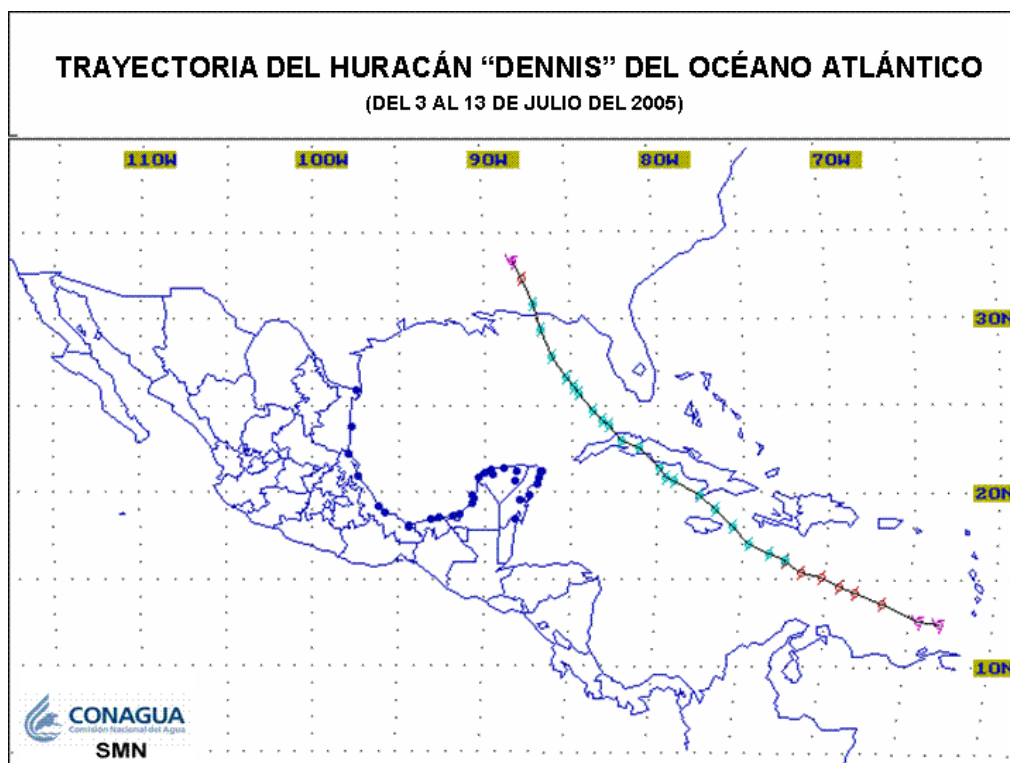 TRAYECTORIA DEL HURACÁN “DENNIS” DEL OCÉANO ATLÁNTICO
(DEL 3 AL 13 DE JULIO DEL 2005)
110W 100W 90W 80W 70W
30N
20N
10N
CONAGUA
Comisión Nacional del Agua
SMN